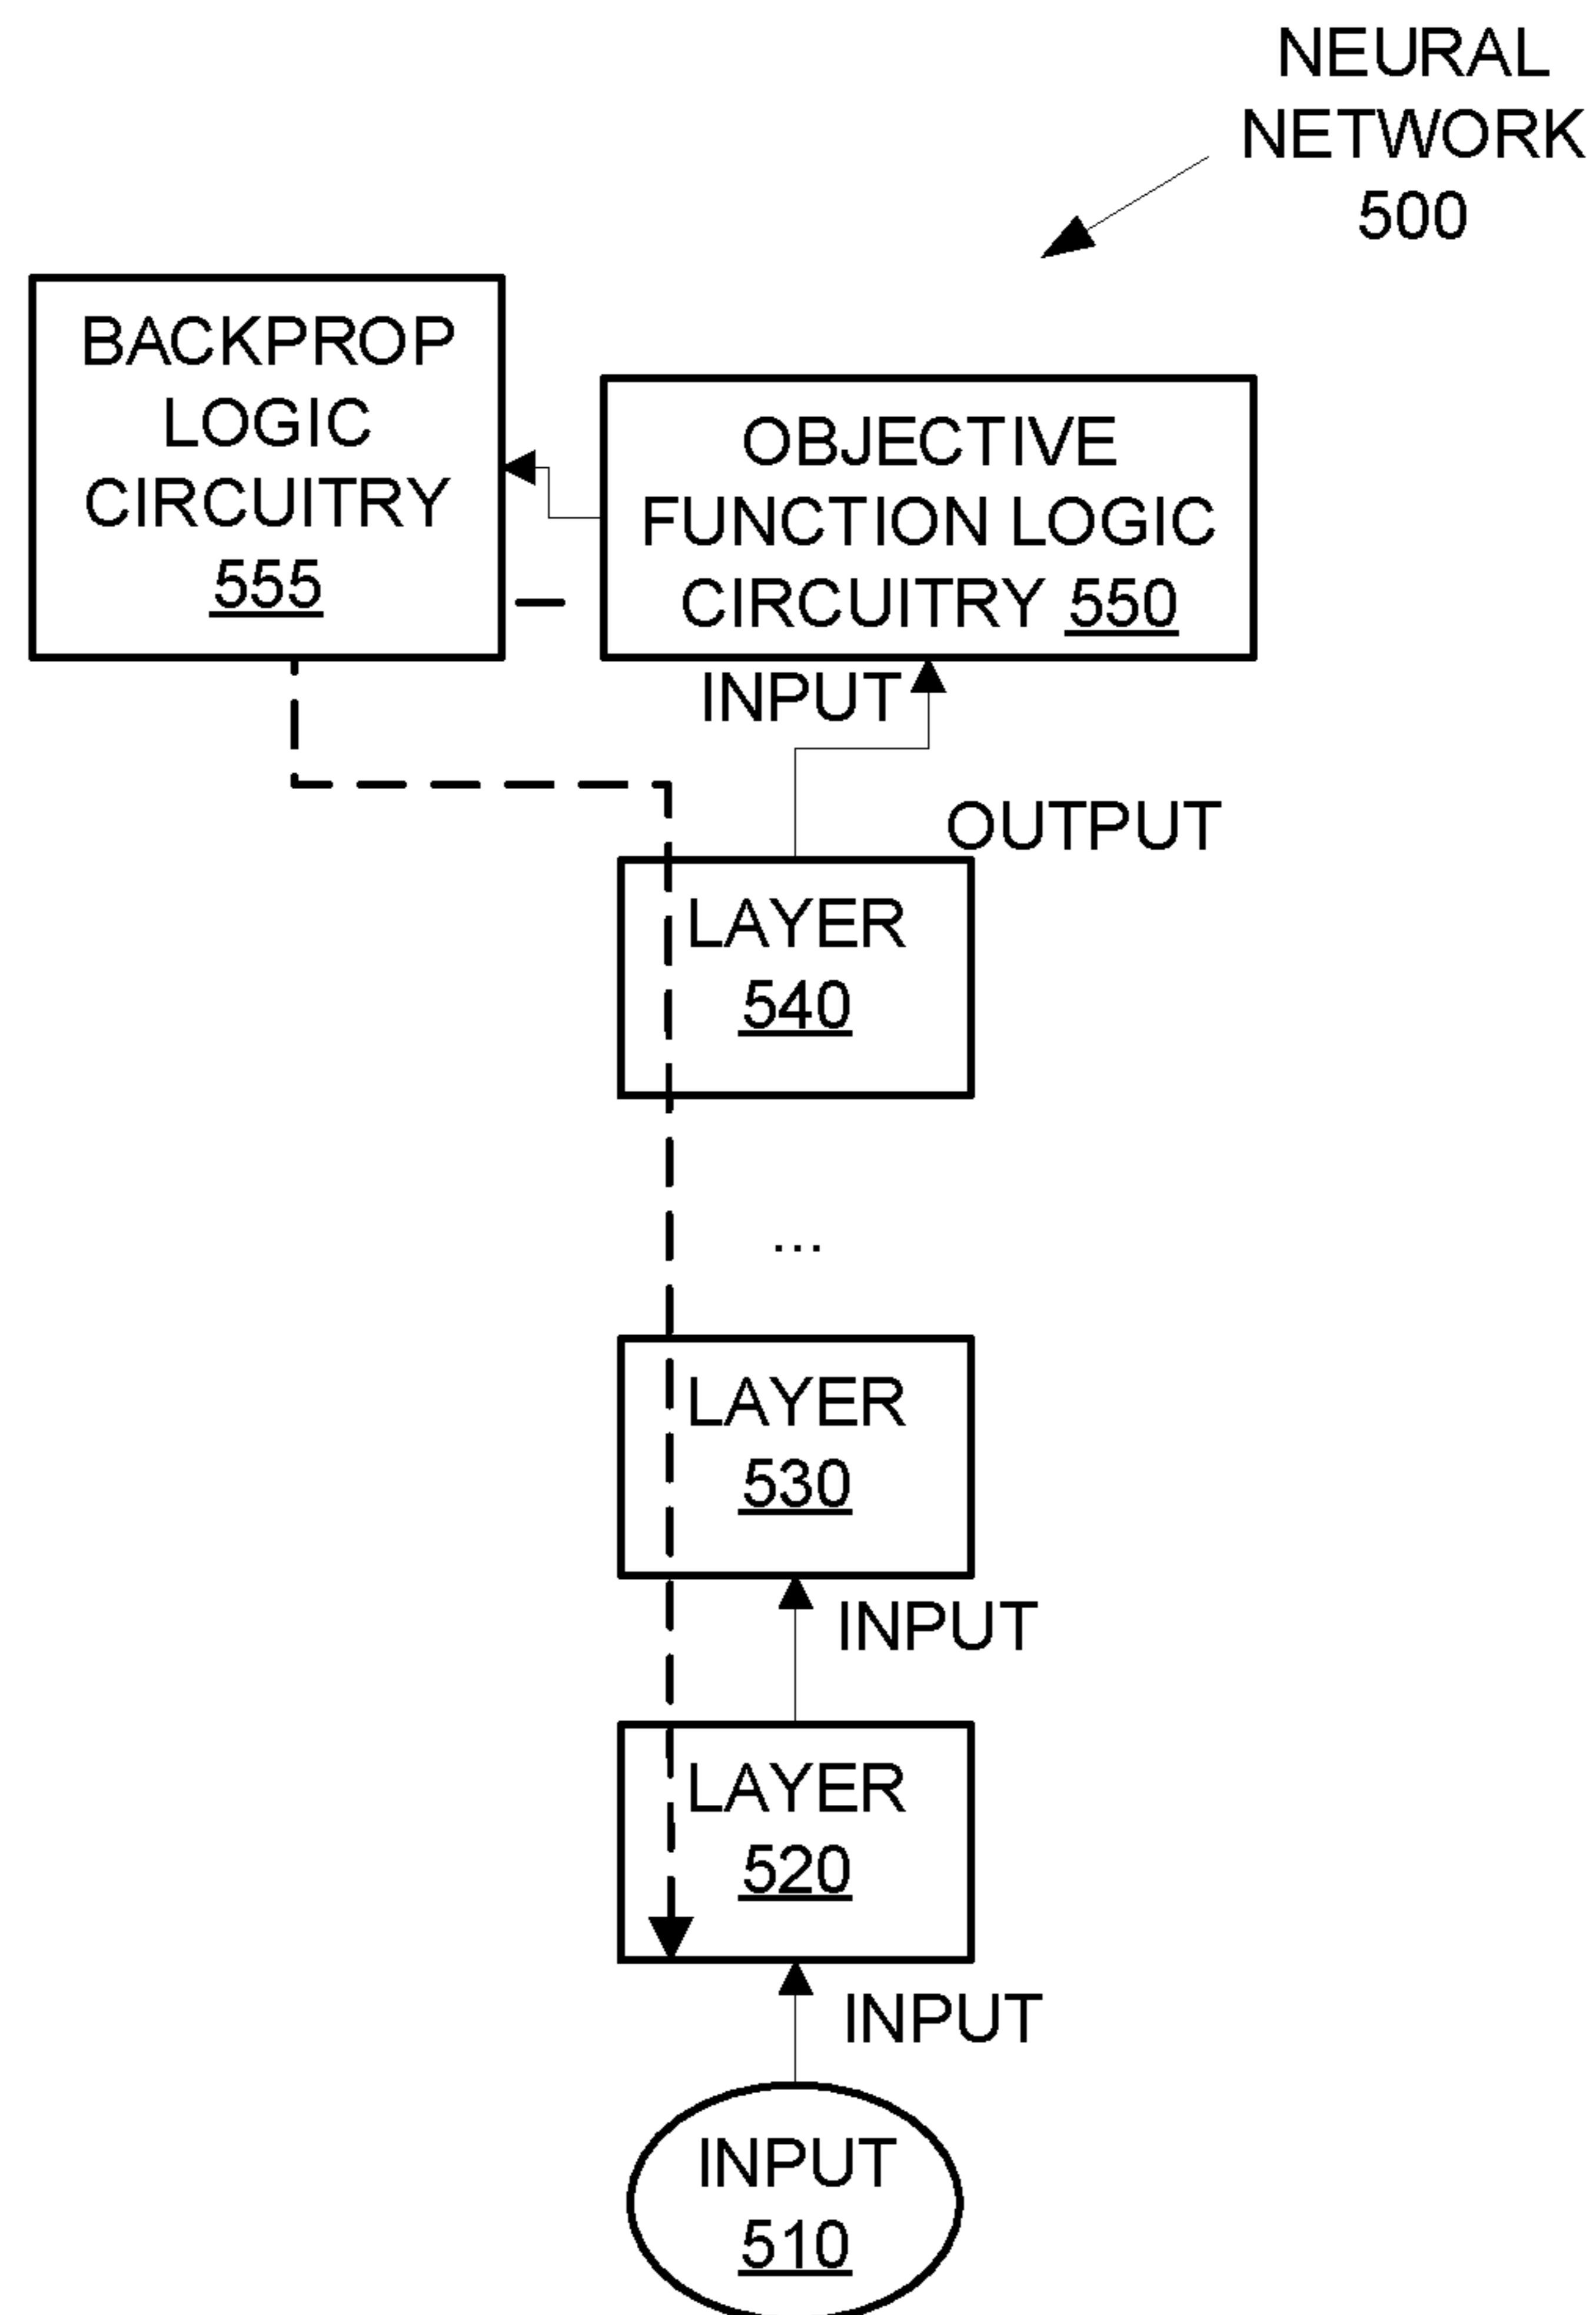 NEURAL
NETWORK
500
BACKPROP
LOGIC
CIRCUITRY
555
OBJECTIVE
FUNCTION LOGIC
CIRCUITRY 550
INPUT
OUTPUT
LAYER
540
...
LAYER
530
INPUT
LAYER
520
INPUT
INPUT
510